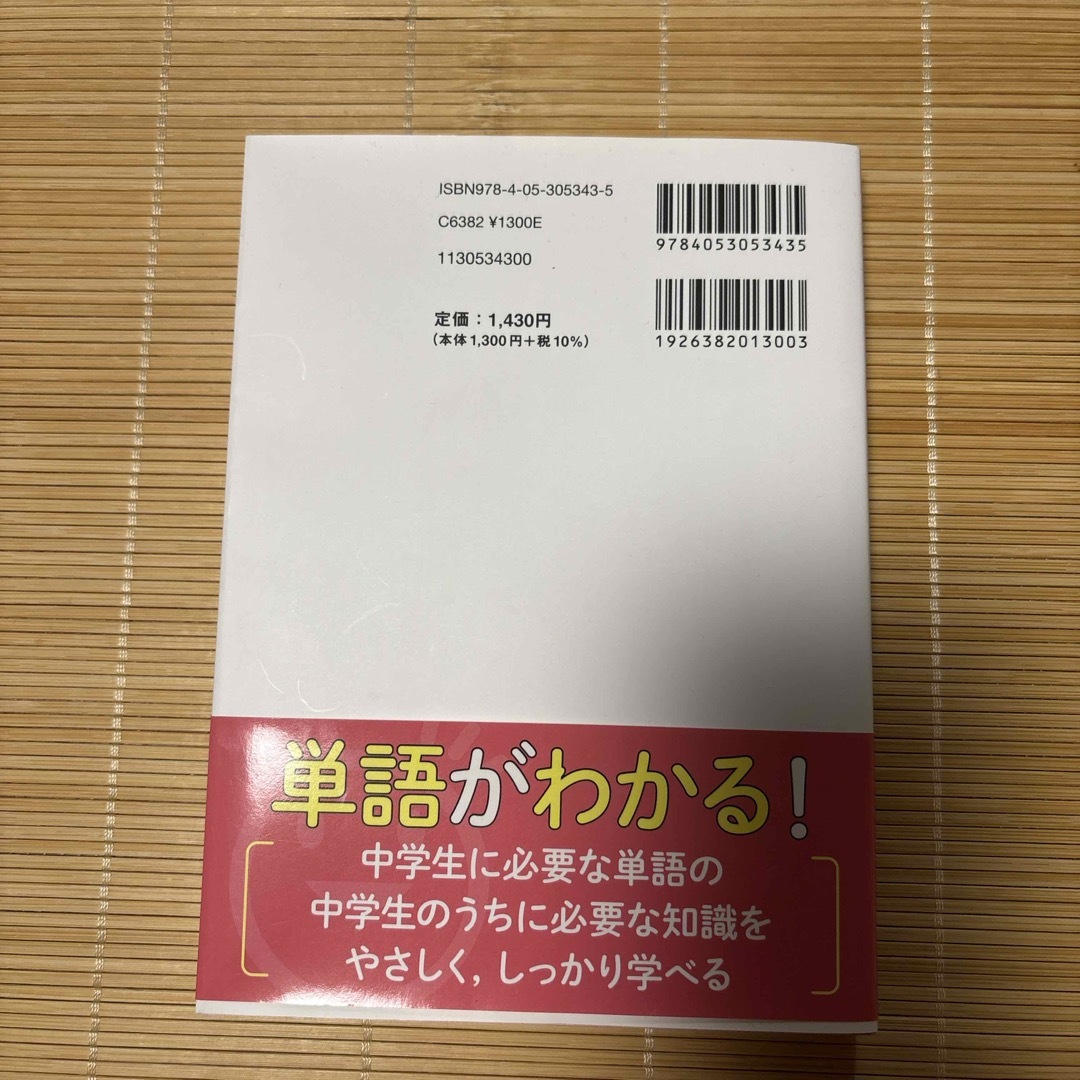 ISBN978-4-05-305343-5
C6382 ¥1300E
1130534300
定価：1,430円
（本体1,300円＋税10%）
9784053053435
1926382013003
単語がわかる！
中学生に必要な単語の
中学生のうちに必要な知識を
やさしく，しっかり学べる